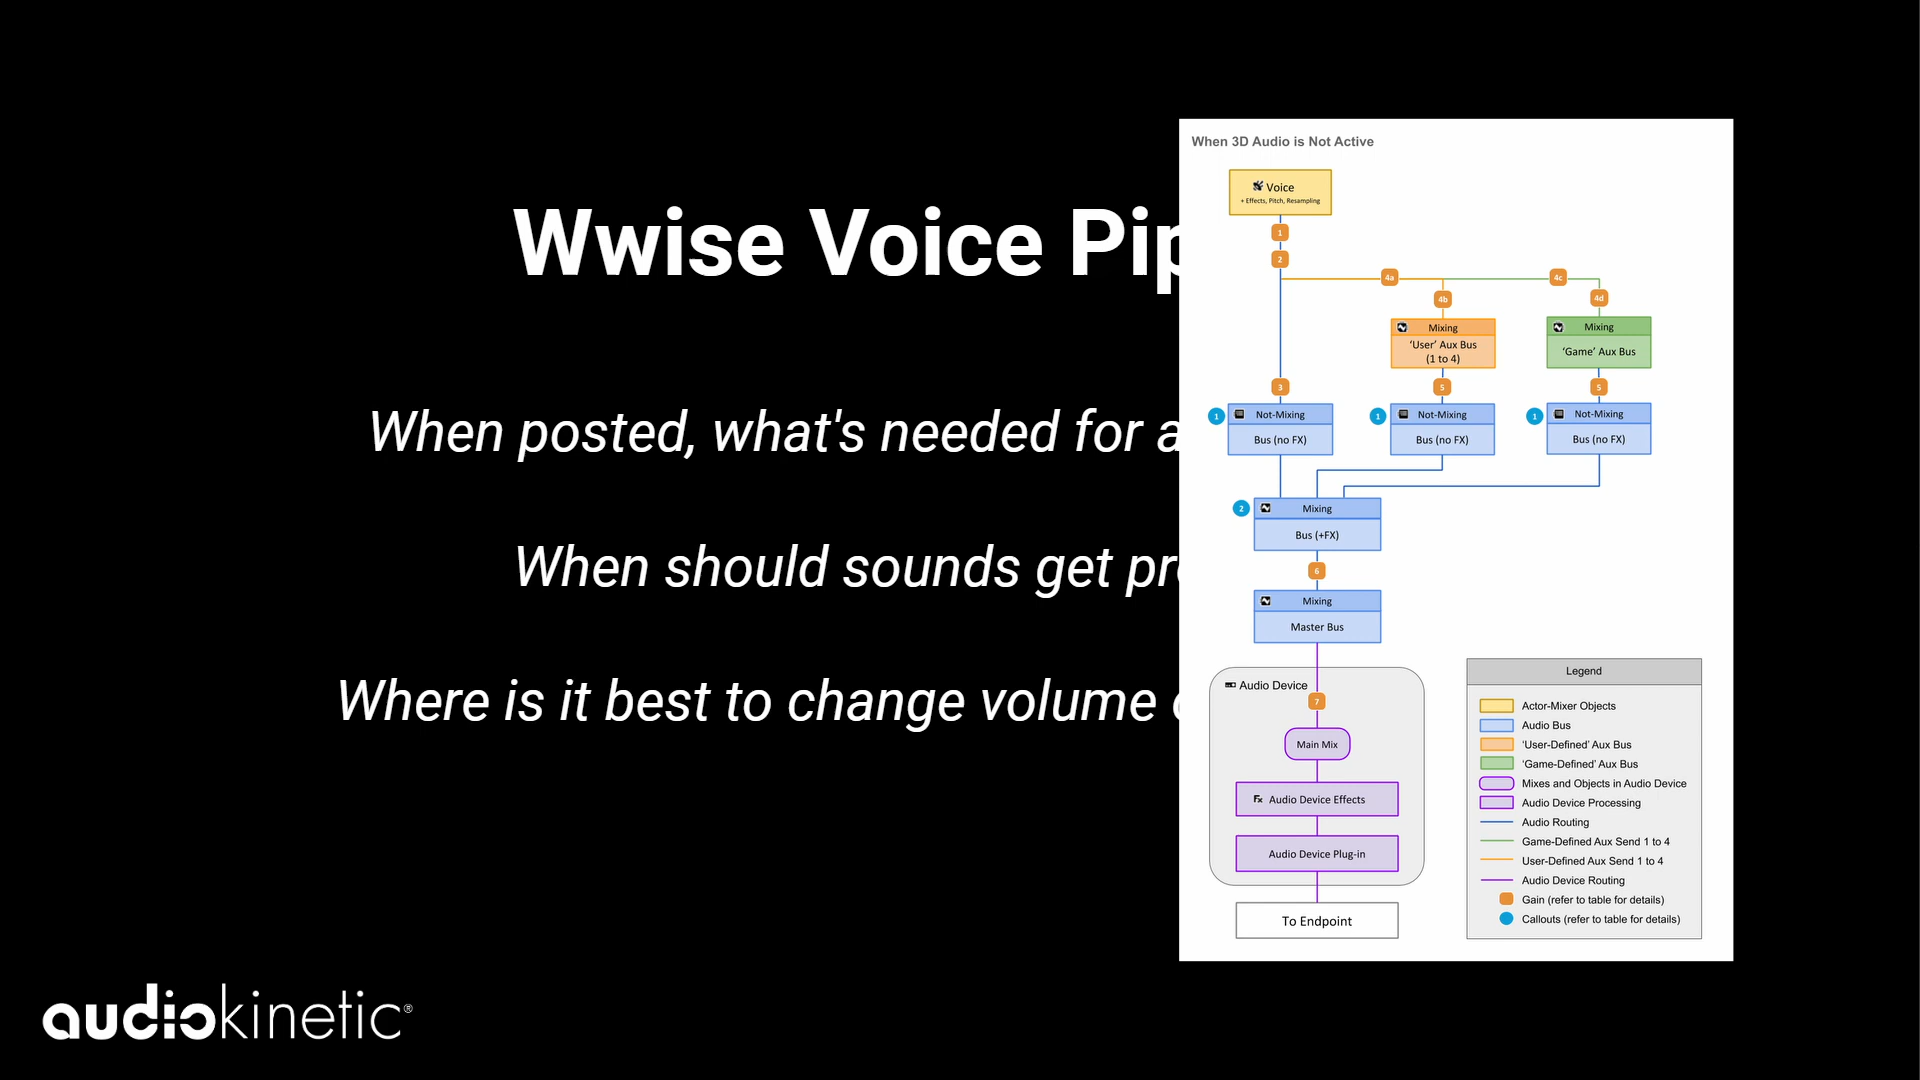 Wwise Voice Pip
When posted, what's needed for a
When should sounds get pr
Where is it best to change volume
audiokinetic®
When 3D Audio is Not Active
Voice
+ Effects, Pitch, Resampling
1
2
4a
4c
4b
4d
Mixing
'User' Aux Bus
(1 to 4)
Mixing
'Game' Aux Bus
3
5
5
1
Not-Mixing
Bus (no FX)
1
Not-Mixing
Bus (no FX)
1
Not-Mixing
Bus (no FX)
2
Mixing
Bus (+FX)
6
Mixing
Master Bus
Audio Device
7
Main Mix
Fx Audio Device Effects
Audio Device Plug-in
To Endpoint
Legend
Actor-Mixer Objects
Audio Bus
'User-Defined' Aux Bus
'Game-Defined' Aux Bus
Mixes and Objects in Audio Device
Audio Device Processing
Audio Routing
Game-Defined Aux Send 1 to 4
User-Defined Aux Send 1 to 4
Audio Device Routing
Gain (refer to table for details)
Callouts (refer to table for details)